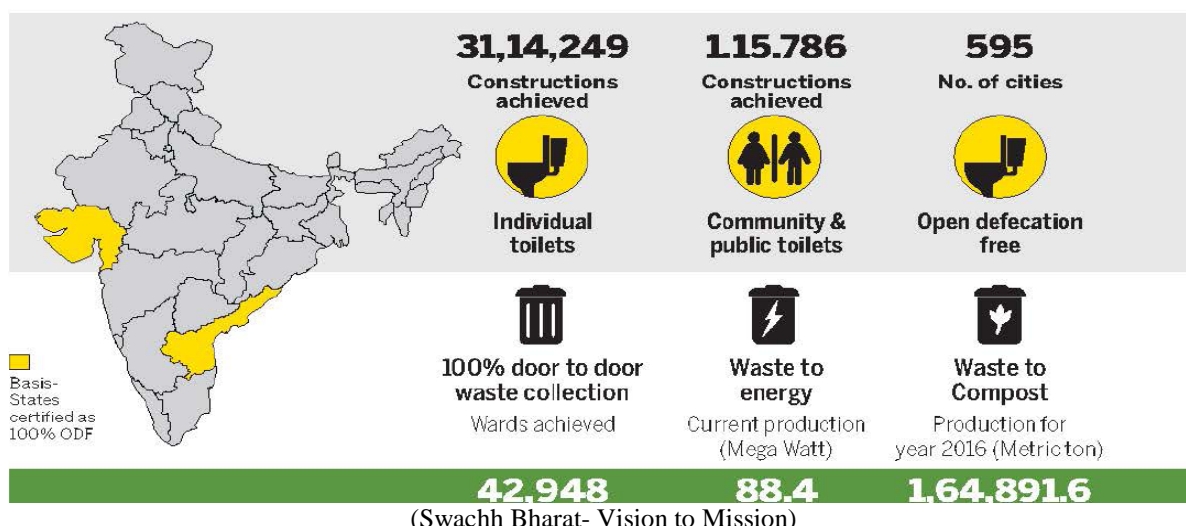 31,14,249
Constructions
achieved
Individual
toilets
1.15.786
Constructions
achieved
Community &
public toilets
595
No. of cities
Open defecation
free
Basis-
States
certified as
100% ODF
100% door to door
waste collection
Wards achieved
42,948
Waste to
energy
Current production
(Mega Watt)
88.4
Waste to
Compost
Production for
year 2016 (Metric ton)
1,64,891.6
(Swachh Bharat- Vision to Mission)